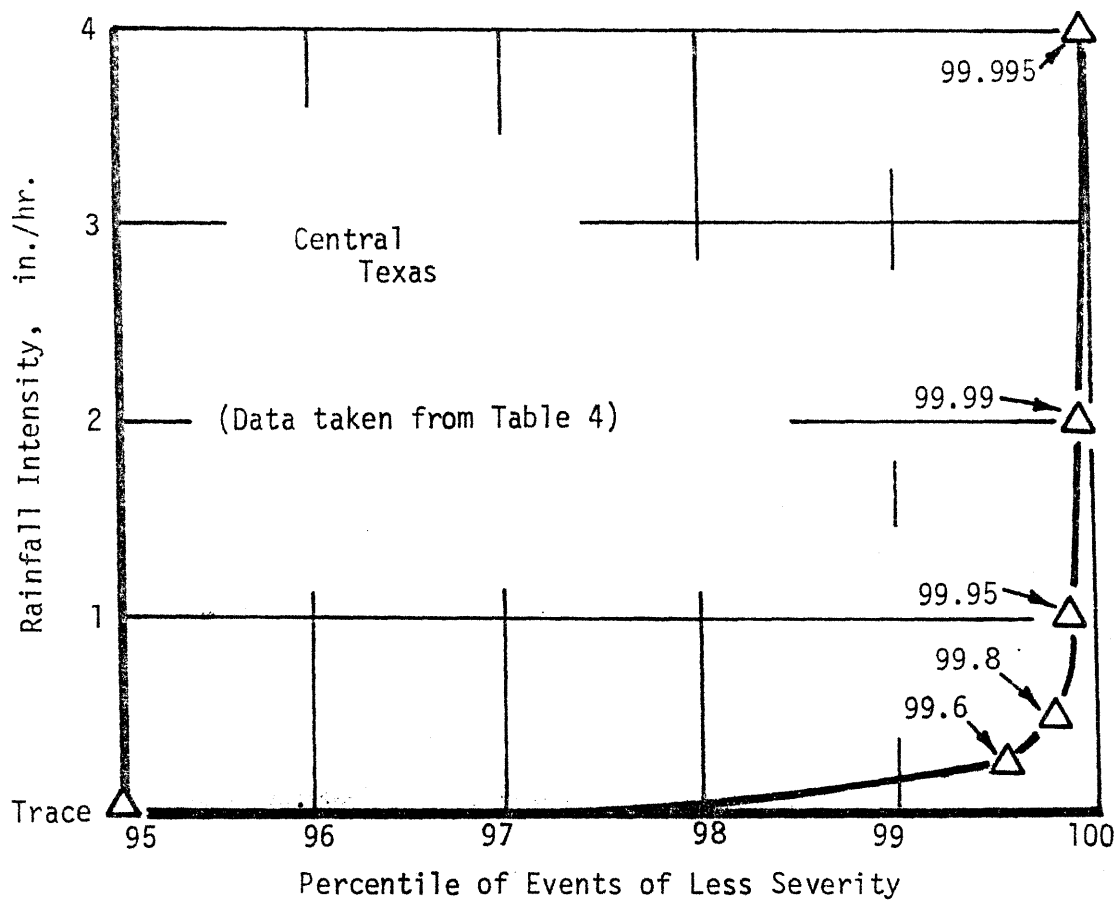 4
99.995
3
Central
Texas
99.99
2
(Data taken from Table 4)
99.95
1
99.8
99.6
Trace
95
96
97
98
99
100
Rainfall Intensity, in./hr.
Percentile of Events of Less Severity